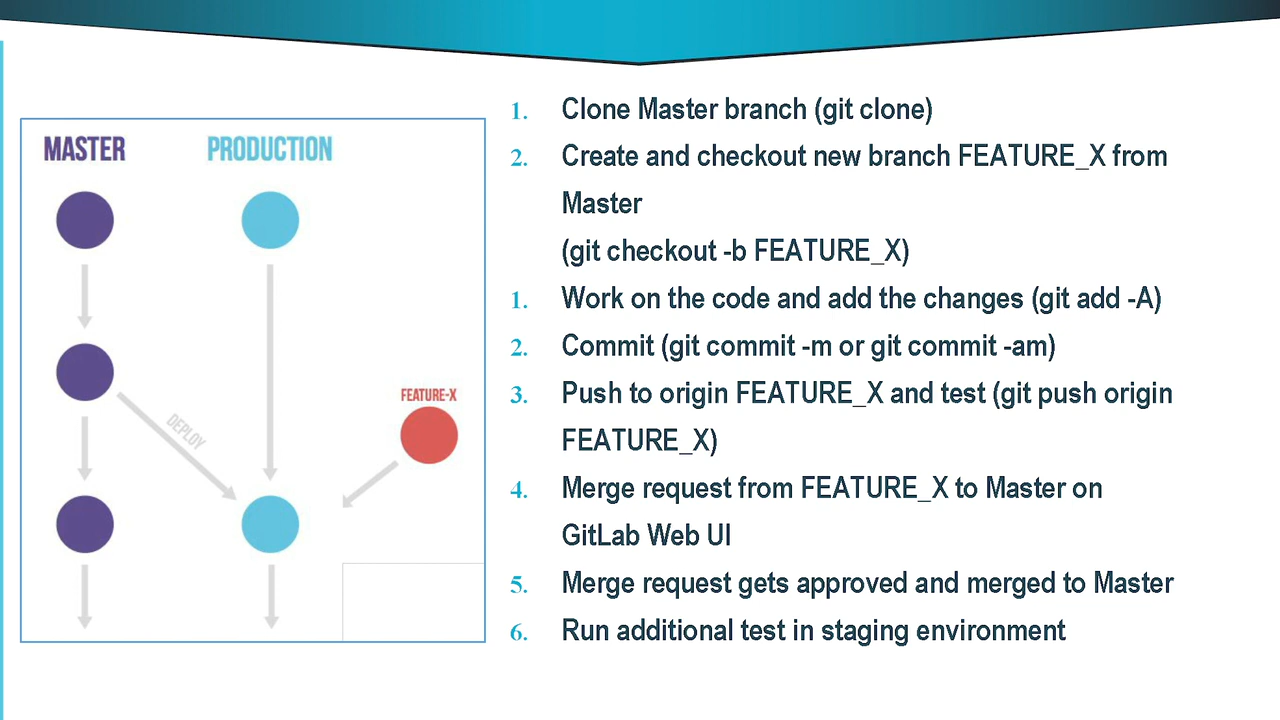 MASTER
PRODUCTION
DEPLOY
FEATURE-X
1. Clone Master branch (git clone)
2. Create and checkout new branch FEATURE_X from
Master
(git checkout -b FEATURE_X)
1. Work on the code and add the changes (git add -A)
2. Commit (git commit -m or git commit -am)
3. Push to origin FEATURE_X and test (git push origin
FEATURE_X)
4. Merge request from FEATURE_X to Master on
GitLab Web UI
5. Merge request gets approved and merged to Master
6. Run additional test in staging environment